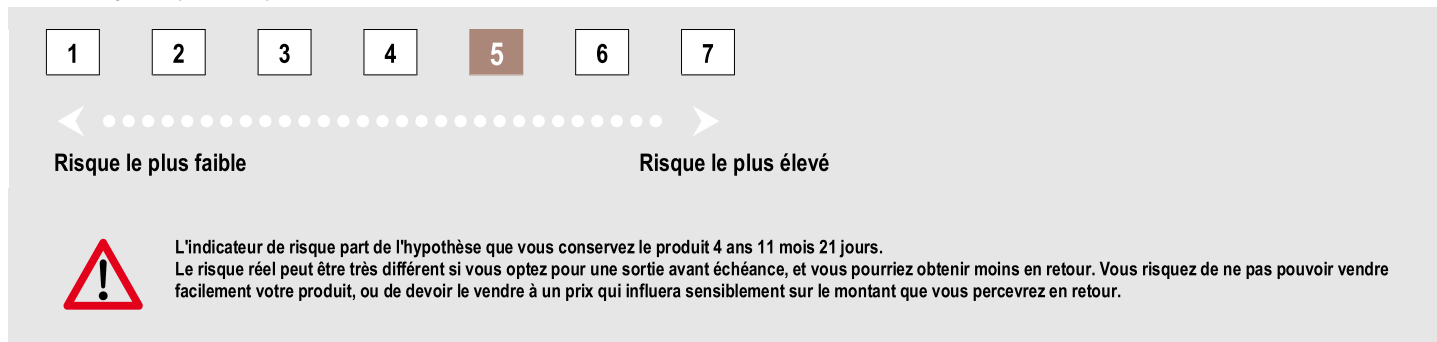 1 2 3 4 5 6 7
Risque le plus faible Risque le plus élevé
L'indicateur de risque part de l'hypothèse que vous conservez le produit 4 ans 11 mois 21 jours.
Le risque réel peut être très différent si vous optez pour une sortie avant échéance, et vous pourriez obtenir moins en retour. Vous risquez de ne pas pouvoir vendre
facilement votre produit, ou de devoir le vendre à un prix qui influera sensiblement sur le montant que vous percevrez en retour.